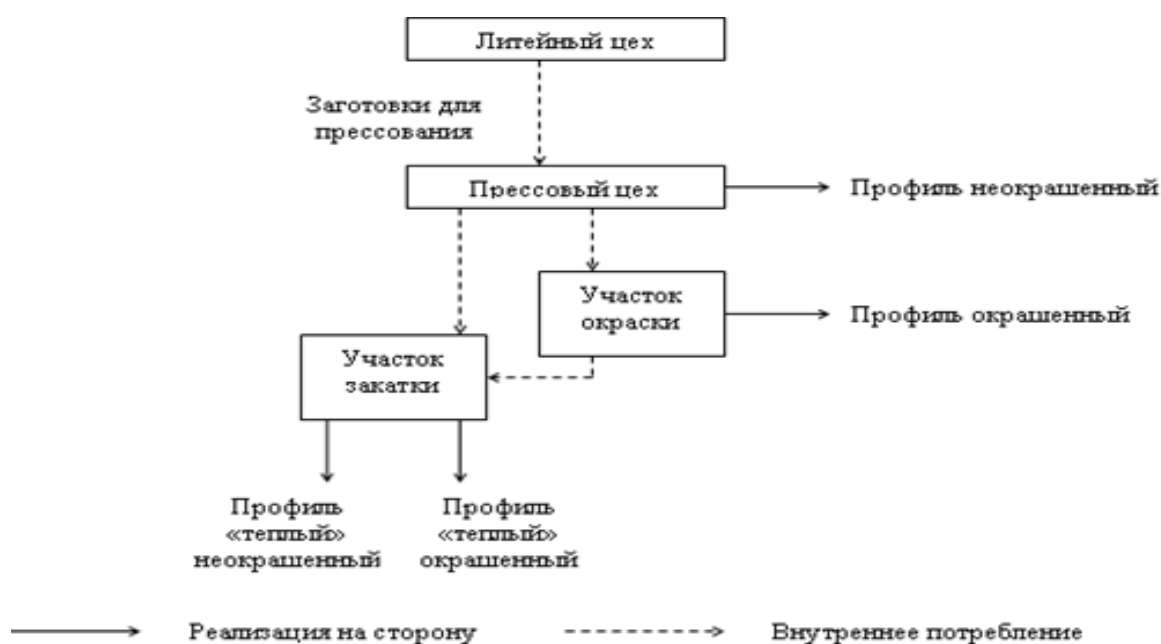 Литейный цех
Заготовки для
прессования
Прессовый цех
Профиль неокрашенный
Участок
окраски
Профиль окрашенный
Участок
закатки
Профиль
«теплый»
неокрашенный
Профиль
«теплый»
окрашенный
Реализация на сторону
Внутреннее потребление